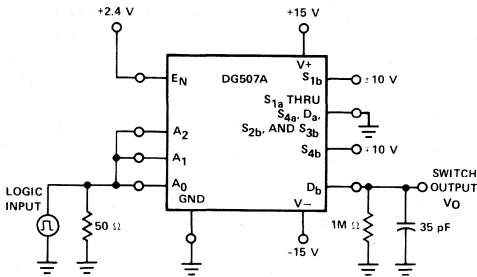 +2.4 V
+15 V
V+
EN
DG507A
S1b
±10 V
S1a THRU
S4a, Da,
S2b, AND S3b
A2
A1
S4b
∓10 V
A0
Db
SWITCH
OUTPUT
VO
LOGIC
INPUT
GND
V−
50 Ω
1M Ω
35 pF
-15 V